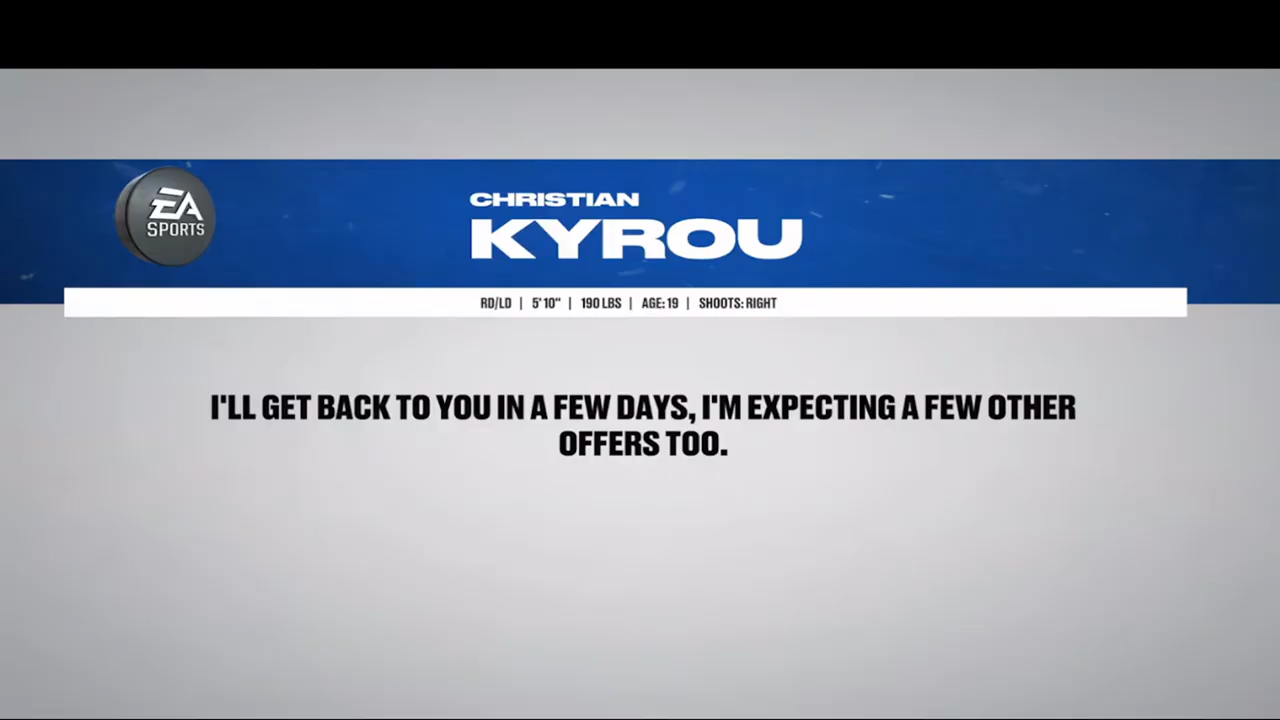 EA
SPORTS
CHRISTIAN
KYROU
RD/LD | 5'10" | 190 LBS | AGE: 19 | SHOOTS: RIGHT
I'LL GET BACK TO YOU IN A FEW DAYS, I'M EXPECTING A FEW OTHER
OFFERS TOO.